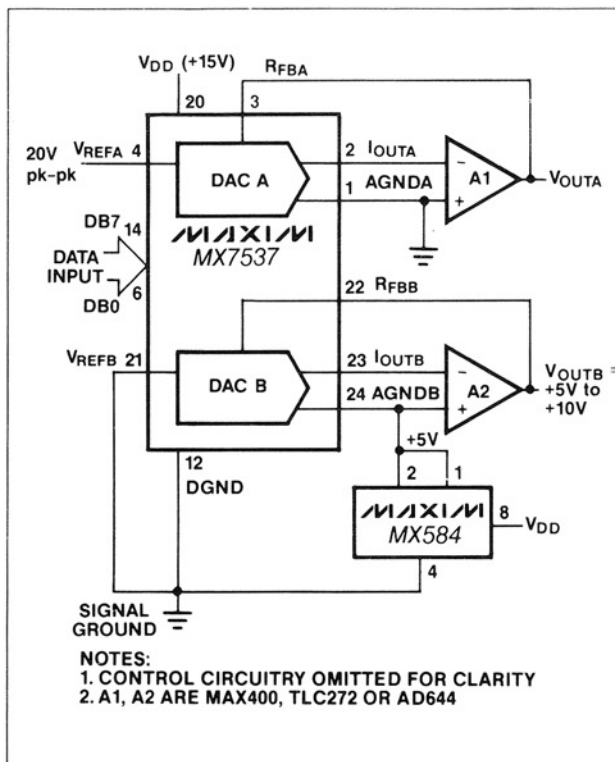 VDD (+15V)
RFBA
20
3
20V pk-pk
VREFA 4
2 IOUTA
DAC A
1 AGNDA
A1
−
+
VOUTA
MAXIM
MX7537
DB7
14
DATA
INPUT
6
DB0
22 RFBB
VREFB 21
23 IOUTB
DAC B
24 AGNDB
A2
−
+
VOUTB =
+5V to
+10V
+5V
12
DGND
2
1
MAXIM
MX584
8
VDD
4
SIGNAL
GROUND
NOTES:
1. CONTROL CIRCUITRY OMITTED FOR CLARITY
2. A1, A2 ARE MAX400, TLC272 OR AD644